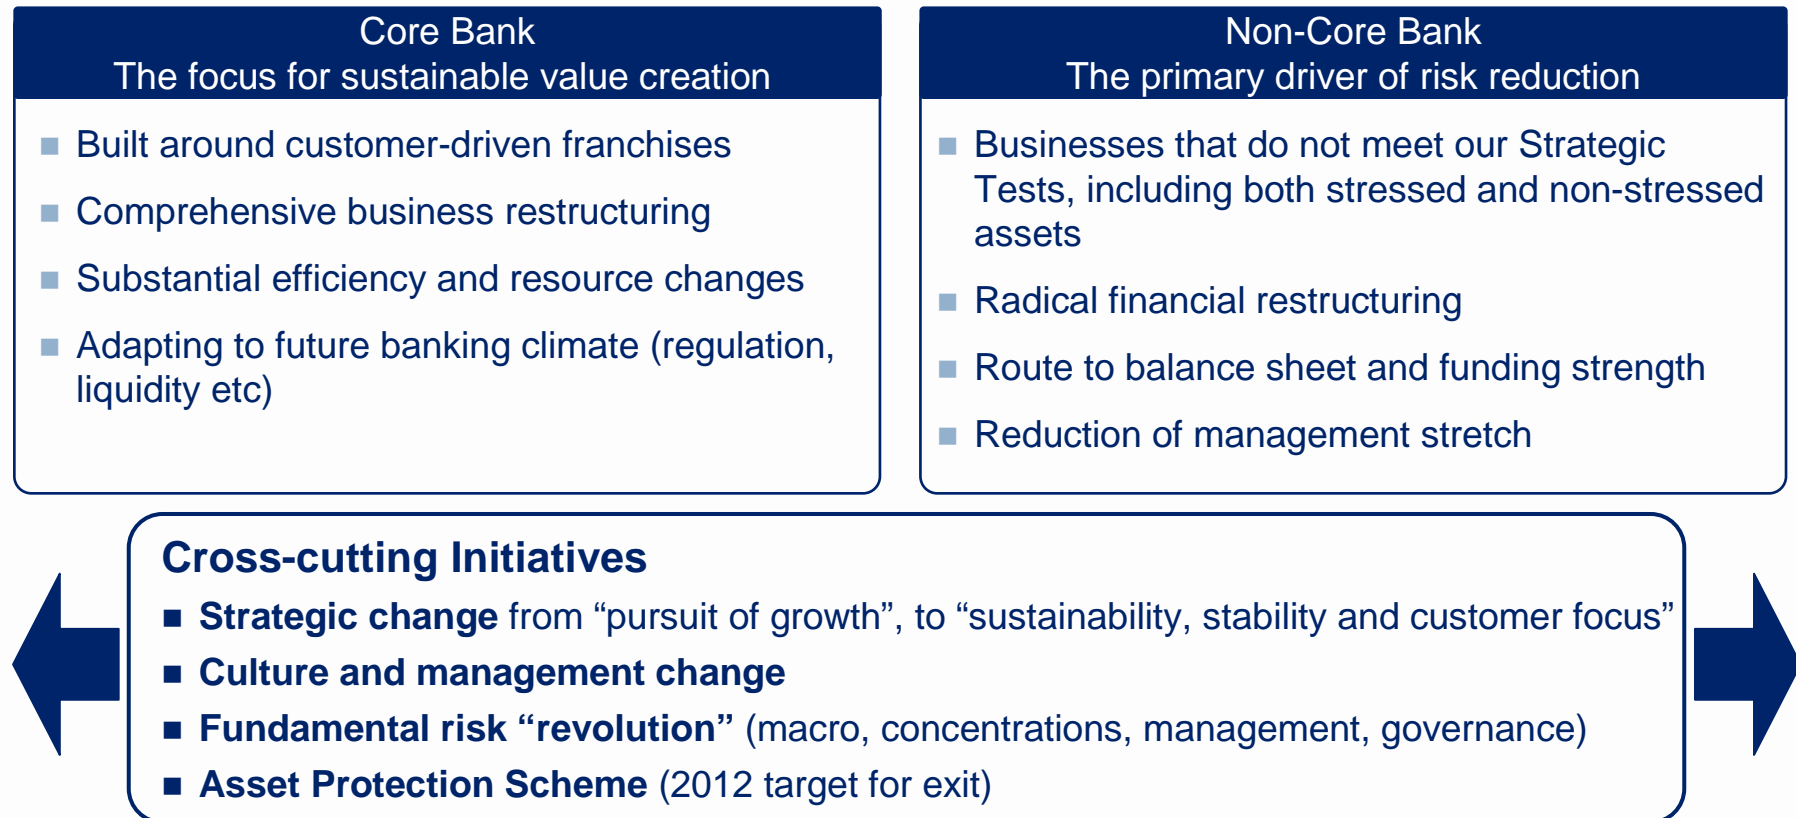 Core Bank
The focus for sustainable value creation
■ Built around customer-driven franchises
■ Comprehensive business restructuring
■ Substantial efficiency and resource changes
■ Adapting to future banking climate (regulation,
liquidity etc)
Non-Core Bank
The primary driver of risk reduction
■ Businesses that do not meet our Strategic
Tests, including both stressed and non-stressed
assets
■ Radical financial restructuring
■ Route to balance sheet and funding strength
■ Reduction of management stretch
Cross-cutting Initiatives
■ Strategic change from “pursuit of growth”, to “sustainability, stability and customer focus”
■ Culture and management change
■ Fundamental risk “revolution” (macro, concentrations, management, governance)
■ Asset Protection Scheme (2012 target for exit)